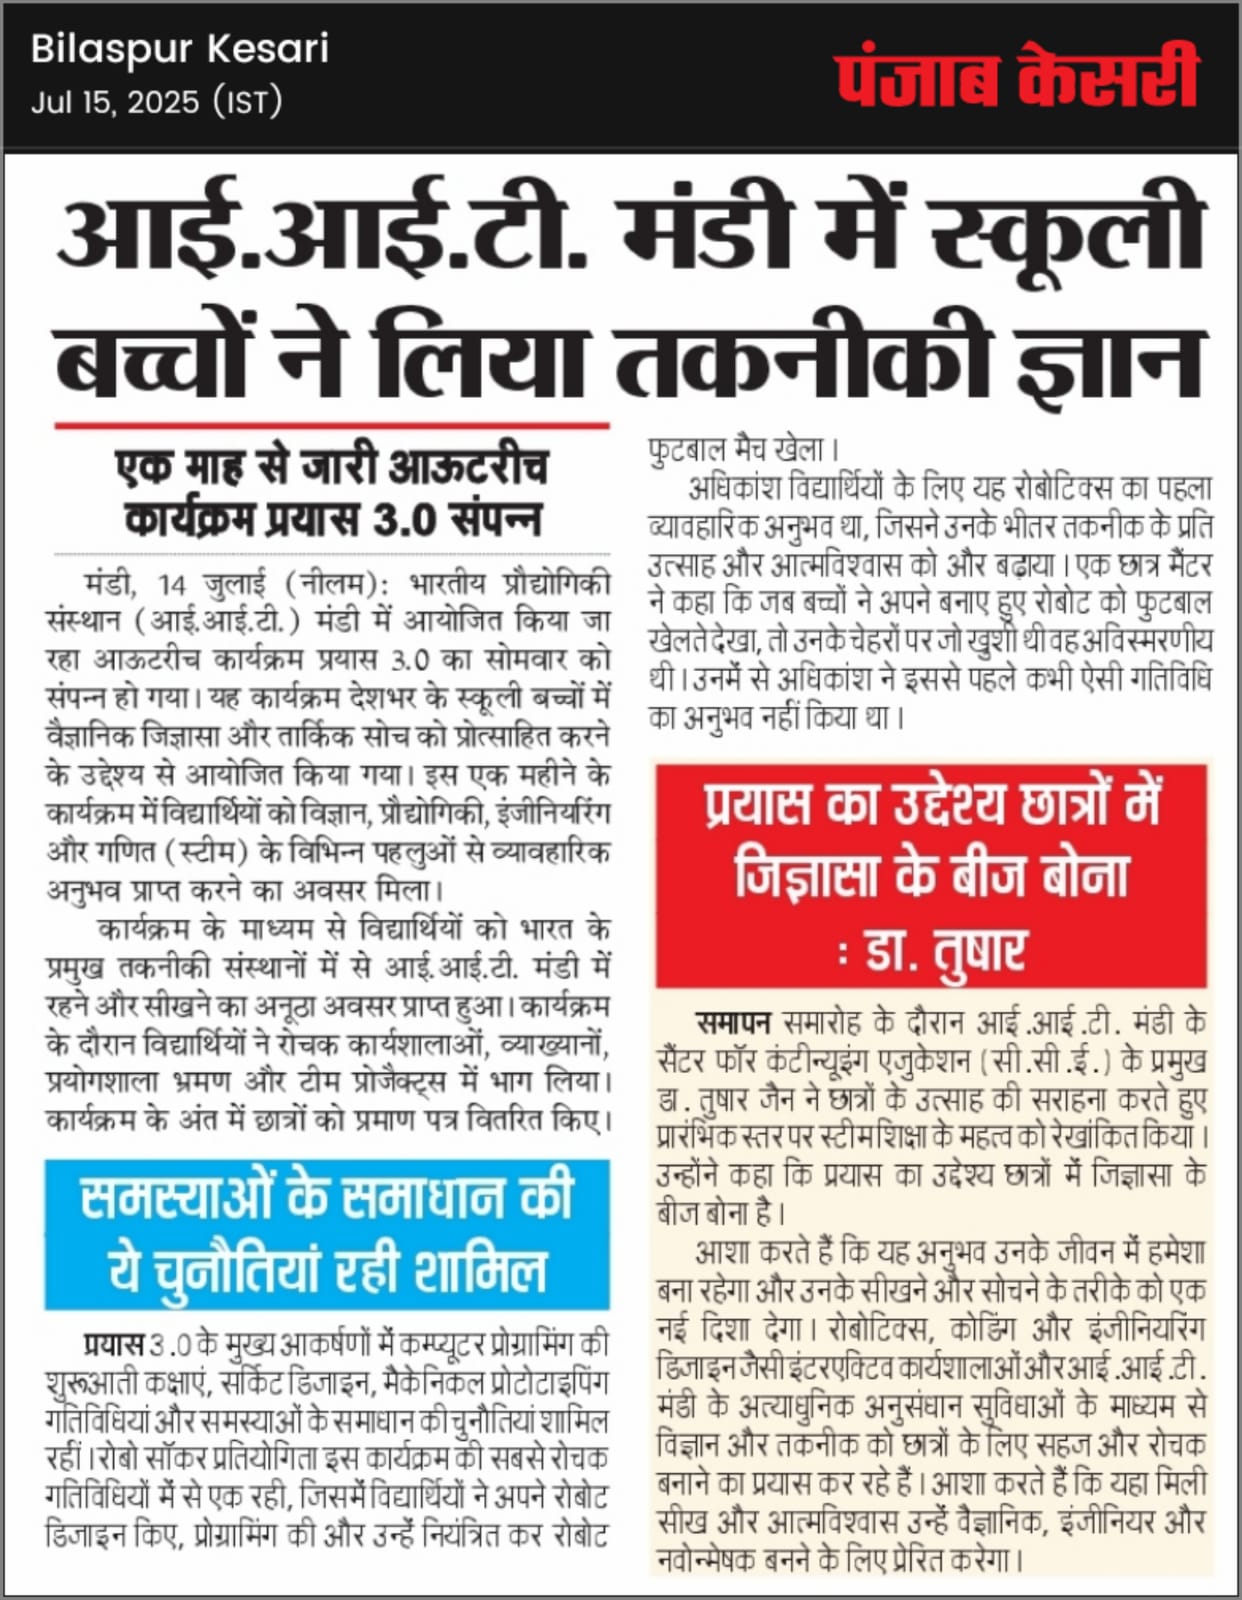 Bilaspur Kesari
Jul 15, 2025 (IST)
पंजाब केसरी
आई.आई.टी. मंडी में स्कूली
बच्चों ने लिया तकनीकी ज्ञान
एक माह से जारी आऊटरीच
कार्यक्रम प्रयास 3.0 संपन्न
मंडी, 14 जुलाई (नीलम): भारतीय प्रौद्योगिकी
संस्थान (आई.आई.टी.) मंडी में आयोजित किया जा
रहा आऊटरीच कार्यक्रम प्रयास 3.0 का सोमवार को
संपन्न हो गया। यह कार्यक्रम देशभर के स्कूली बच्चों में
वैज्ञानिक जिज्ञासा और तार्किक सोच को प्रोत्साहित करने
के उद्देश्य से आयोजित किया गया। इस एक महीने के
कार्यक्रम में विद्यार्थियों को विज्ञान, प्रौद्योगिकी, इंजीनियरिंग
और गणित (स्टीम) के विभिन्न पहलुओं से व्यावहारिक
अनुभव प्राप्त करने का अवसर मिला।
कार्यक्रम के माध्यम से विद्यार्थियों को भारत के
प्रमुख तकनीकी संस्थानों में से आई.आई.टी. मंडी में
रहने और सीखने का अनूठा अवसर प्राप्त हुआ। कार्यक्रम
के दौरान विद्यार्थियों ने रोचक कार्यशालाओं, व्याख्यानों,
प्रयोगशाला भ्रमण और टीम प्रोजैक्ट्स में भाग लिया।
कार्यक्रम के अंत में छात्रों को प्रमाण पत्र वितरित किए।
समस्याओं के समाधान की
ये चुनौतियां रही शामिल
प्रयास 3.0 के मुख्य आकर्षणों में कम्प्यूटर प्रोग्रामिंग की
शुरूआती कक्षाएं, सर्किट डिजाइन, मैकेनिकल प्रोटोटाइपिंग
गतिविधियां और समस्याओं के समाधान की चुनौतियां शामिल
रहीं। रोबो सॉकर प्रतियोगिता इस कार्यक्रम की सबसे रोचक
गतिविधियों में से एक रही, जिसमें विद्यार्थियों ने अपने रोबोट
डिजाइन किए, प्रोग्रामिंग की और उन्हें नियंत्रित कर रोबोट
फुटबाल मैच खेला।
अधिकांश विद्यार्थियों के लिए यह रोबोटिक्स का पहला
व्यावहारिक अनुभव था, जिसने उनके भीतर तकनीक के प्रति
उत्साह और आत्मविश्वास को और बढ़ाया। एक छात्र मैंटर
ने कहा कि जब बच्चों ने अपने बनाए हुए रोबोट को फुटबाल
खेलते देखा, तो उनके चेहरों पर जो खुशी थी वह अविस्मरणीय
थी। उनमें से अधिकांश ने इससे पहले कभी ऐसी गतिविधि
का अनुभव नहीं किया था।
प्रयास का उद्देश्य छात्रों में
जिज्ञासा के बीज बोना
: डा. तुषार
समापन समारोह के दौरान आई.आई.टी. मंडी के
सैंटर फॉर कंटीन्यूइंग एजुकेशन (सी.सी.ई.) के प्रमुख
डा. तुषार जैन ने छात्रों के उत्साह की सराहना करते हुए
प्रारंभिक स्तर पर स्टीम शिक्षा के महत्व को रेखांकित किया।
उन्होंने कहा कि प्रयास का उद्देश्य छात्रों में जिज्ञासा के
बीज बोना है।
आशा करते हैं कि यह अनुभव उनके जीवन में हमेशा
बना रहेगा और उनके सीखने और सोचने के तरीके को एक
नई दिशा देगा। रोबोटिक्स, कोडिंग और इंजीनियरिंग
डिजाइन जैसी इंटरएक्टिव कार्यशालाओं और आई.आई.टी.
मंडी के अत्याधुनिक अनुसंधान सुविधाओं के माध्यम से
विज्ञान और तकनीक को छात्रों के लिए सहज और रोचक
बनाने का प्रयास कर रहे हैं। आशा करते हैं कि यहा मिली
सीख और आत्मविश्वास उन्हें वैज्ञानिक, इंजीनियर और
नवोन्मेषक बनने के लिए प्रेरित करेगा।